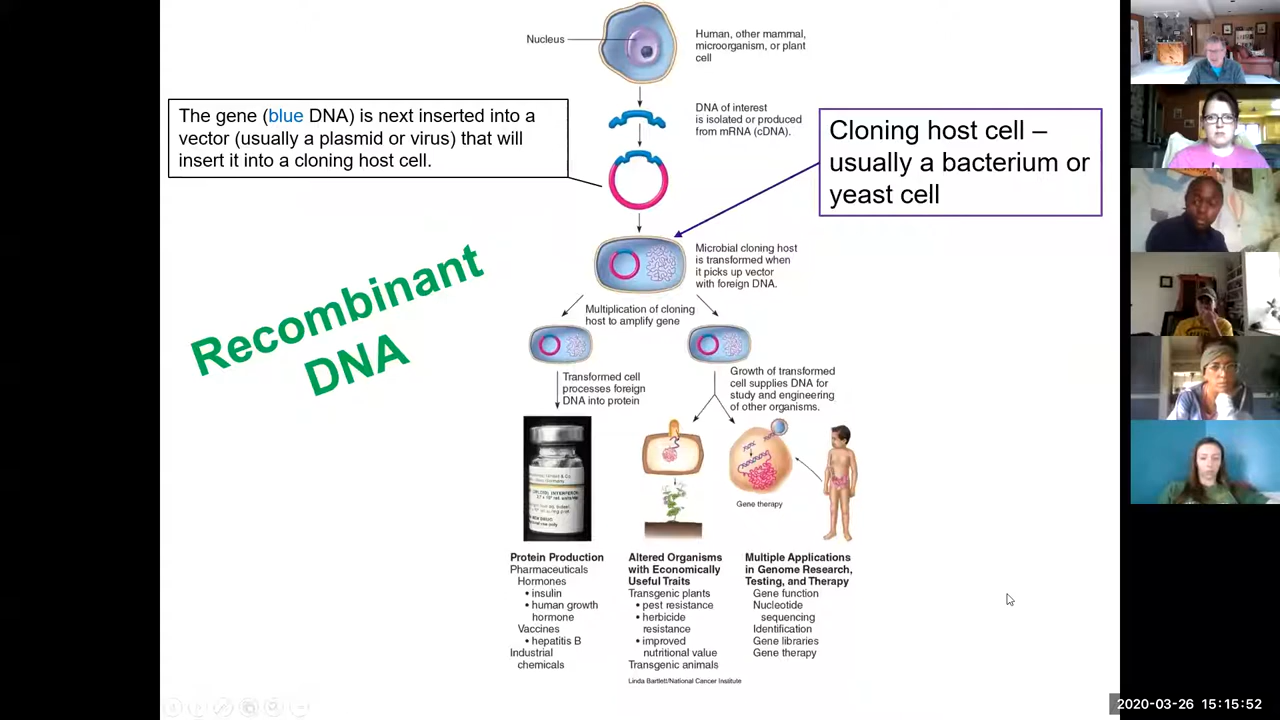 Nucleus
Human, other mammal,
microorganism, or plant
cell
The gene (blue DNA) is next inserted into a
vector (usually a plasmid or virus) that will
insert it into a cloning host cell.
DNA of interest
is isolated or produced
from mRNA (cDNA).
Cloning host cell –
usually a bacterium or
yeast cell
Recombinant
DNA
Microbial cloning host
is transformed when
it picks up vector
with foreign DNA.
Multiplication of cloning
host to amplify gene
Transformed cell
processes foreign
DNA into protein
Growth of transformed
cell supplies DNA for
study and engineering
of other organisms.
Gene therapy
Protein Production
Pharmaceuticals
Hormones
• insulin
• human growth
hormone
Vaccines
• hepatitis B
Industrial
chemicals
Altered Organisms
with Economically
Useful Traits
Transgenic plants
• pest resistance
• herbicide
resistance
• improved
nutritional value
Transgenic animals
Multiple Applications
in Genome Research,
Testing, and Therapy
Gene function
Nucleotide
sequencing
Identification
Gene libraries
Gene therapy
Linda Bartlett/National Cancer Institute
2020-03-26 15:15:52